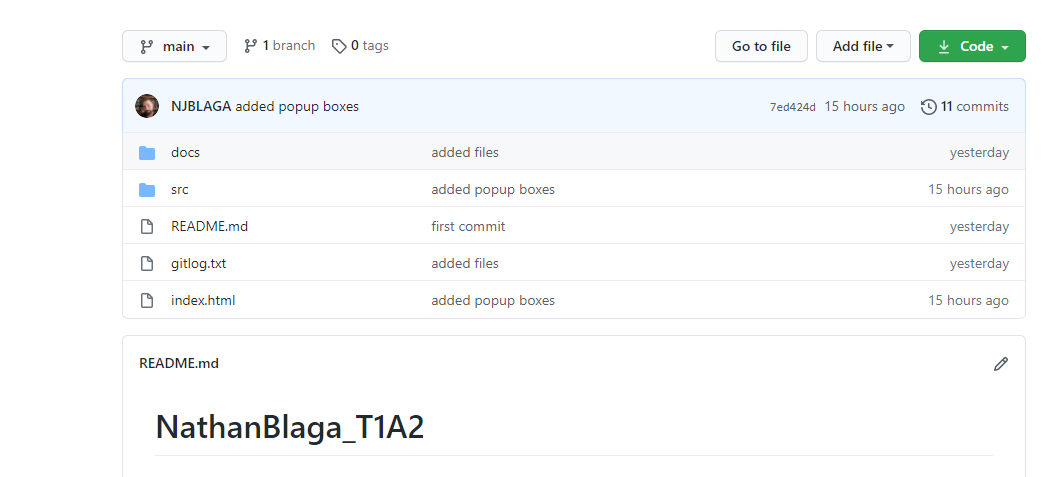 main 1 branch 0 tags Go to file Add file Code
NJBLAGA added popup boxes 7ed424d 15 hours ago 11 commits
docs added files yesterday
src added popup boxes 15 hours ago
README.md first commit yesterday
gitlog.txt added files yesterday
index.html added popup boxes 15 hours ago
README.md
NathanBlaga_T1A2